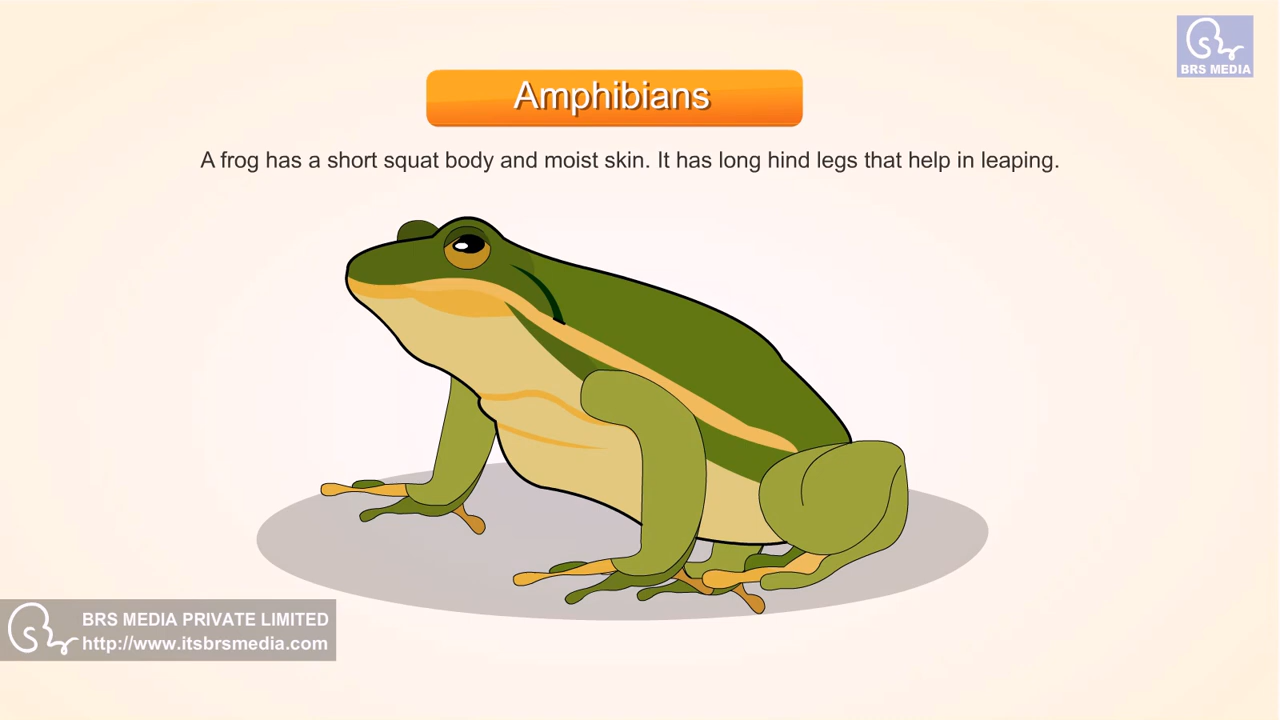 BRS MEDIA
Amphibians
A frog has a short squat body and moist skin. It has long hind legs that help in leaping.
BRS MEDIA PRIVATE LIMITED
http://www.itsbrsmedia.com